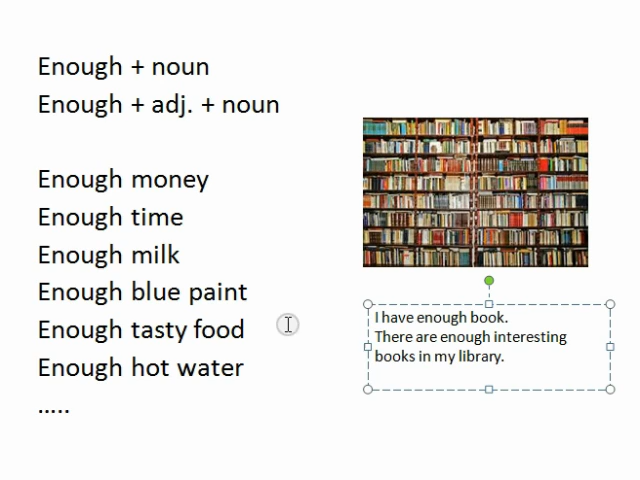 Enough + noun
Enough + adj. + noun
Enough money
Enough time
Enough milk
Enough blue paint
Enough tasty food
Enough hot water
.....
I have enough book.
There are enough interesting
books in my library.